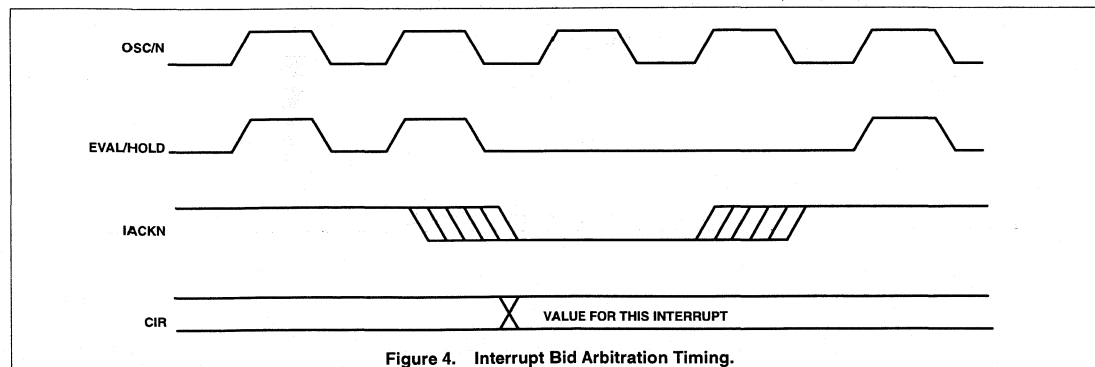 OSC/N
EVAL/HOLD
IACKN
CIR
VALUE FOR THIS INTERRUPT
Figure 4. Interrupt Bid Arbitration Timing.